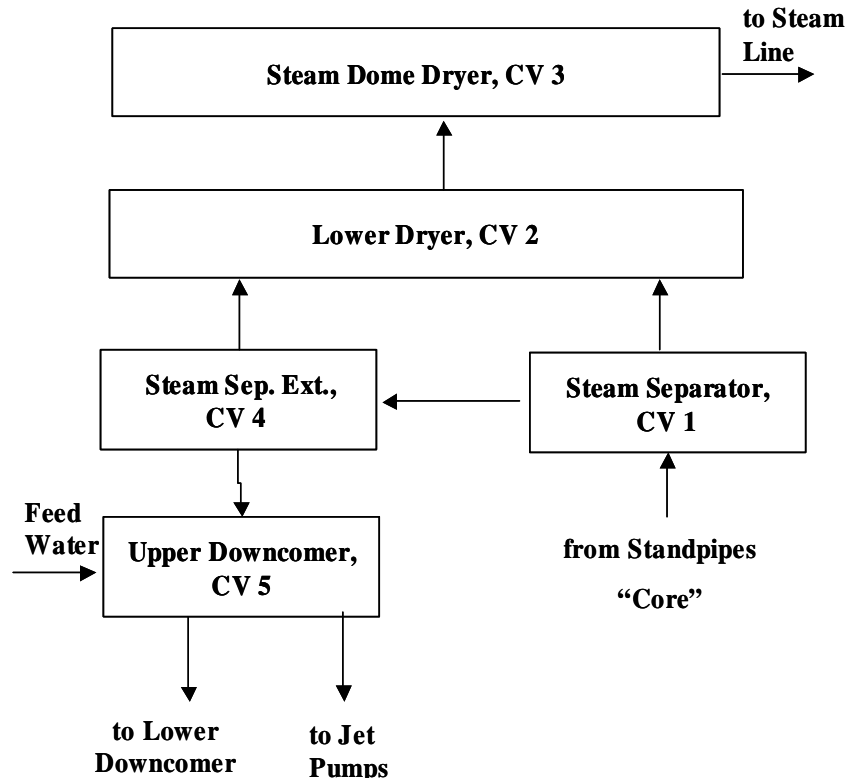 to Steam
Line
Steam Dome Dryer, CV 3
Lower Dryer, CV 2
Steam Sep. Ext.,
CV 4
Steam Separator,
CV 1
Feed
Water
Upper Downcomer,
CV 5
from Standpipes
“Core”
to Lower
Downcomer
to Jet
Pumps